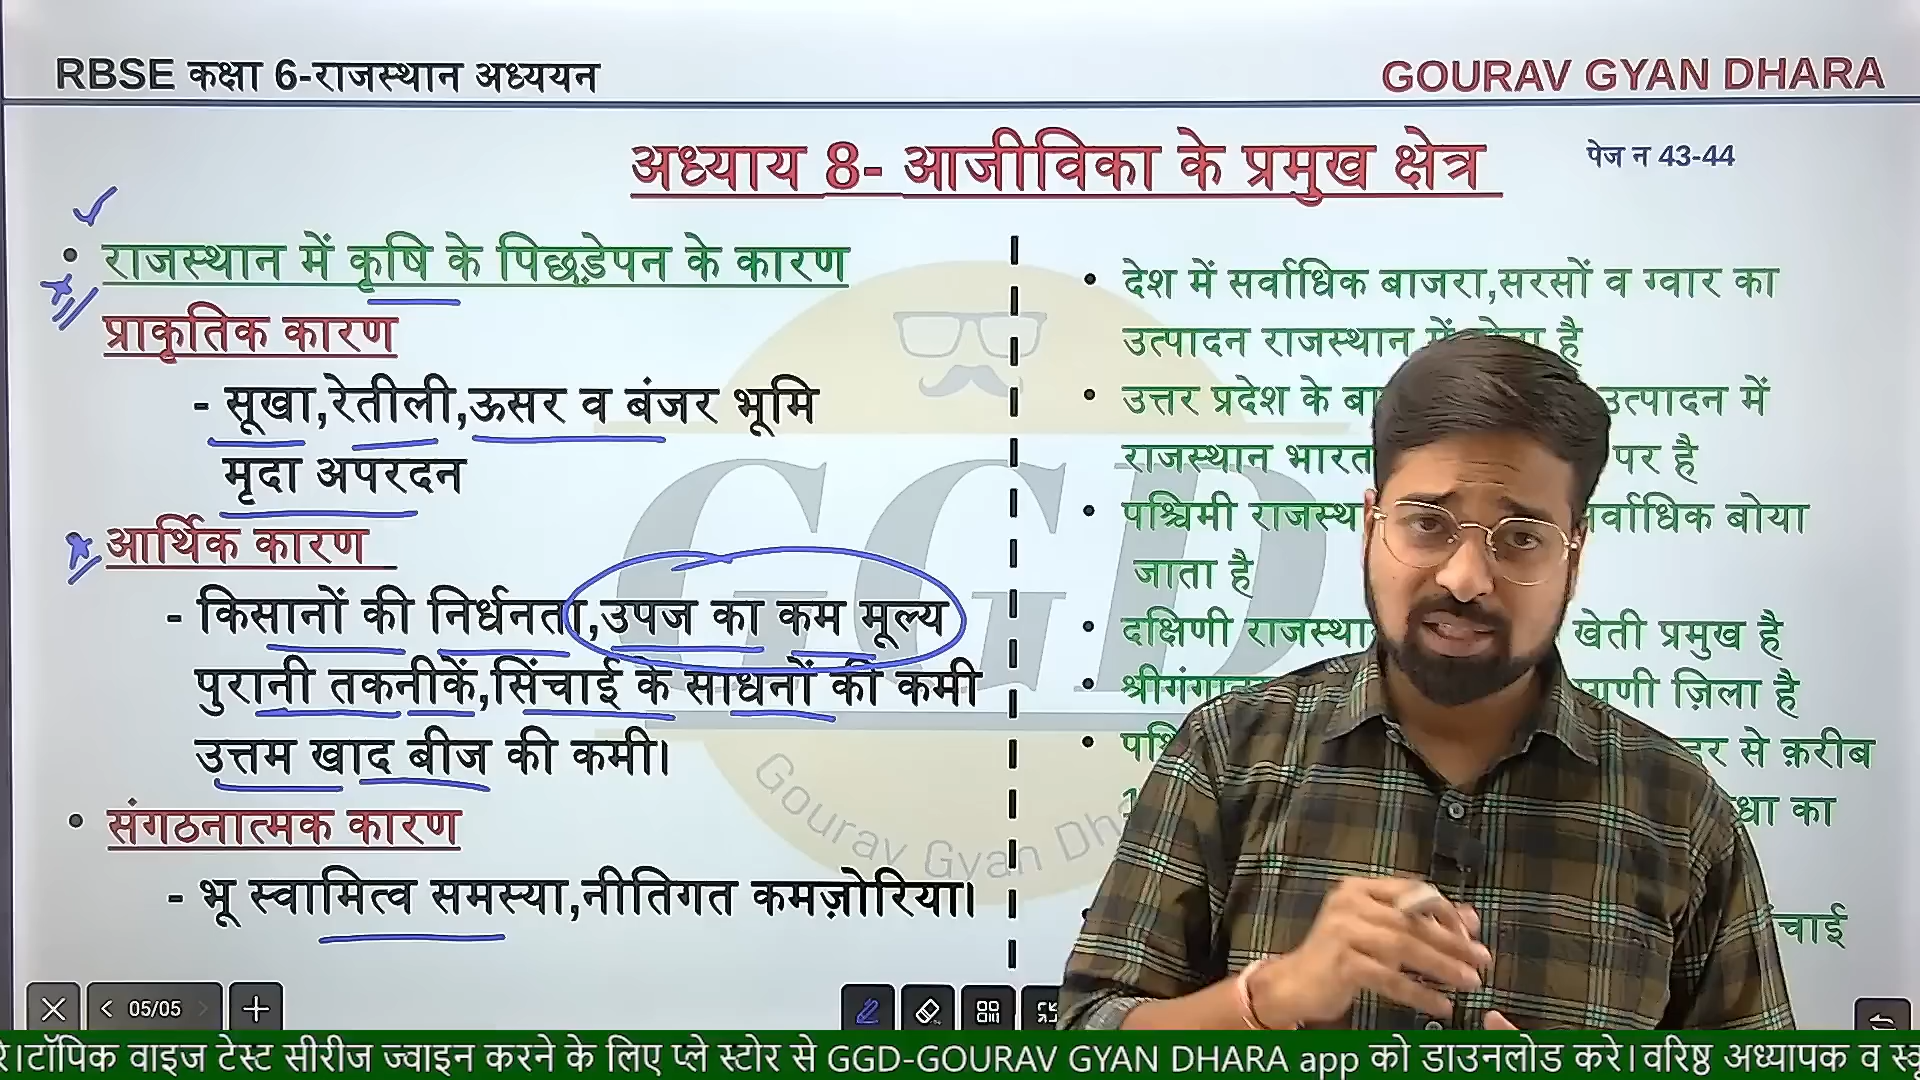 RBSE कक्षा 6-राजस्थान अध्ययन
GOURAV GYAN DHARA
अध्याय 8- आजीविका के प्रमुख क्षेत्र
पेज न 43-44
राजस्थान में कृषि के पिछड़ेपन के कारण
प्राकृतिक कारण
- सूखा,रेतीली,ऊसर व बंजर भूमि
मृदा अपरदन
आर्थिक कारण
- किसानों की निर्धनता,उपज का कम मूल्य
पुरानी तकनीकें,सिंचाई के साधनों की कमी
उत्तम खाद बीज की कमी।
• संगठनात्मक कारण
- भू स्वामित्व समस्या,नीतिगत कमज़ोरिया।
• देश में सर्वाधिक बाजरा,सरसों व ग्वार का
उत्पादन राजस्थान में है
• उत्तर प्रदेश के उत्पादन में
राजस्थान भारत पर है
• पश्चिमी बोया
जाता है
• दक्षिणी खेती प्रमुख है
• ज़िला है
• से क़रीब
का
GGD
Gourav Gyan
05/05
टॉपिक वाइज टेस्ट सीरीज ज्वाइन करने के लिए प्ले स्टोर से GGD-GOURAV GYAN DHARA app को डाउनलोड करे।वरिष्ठ अध्यापक व